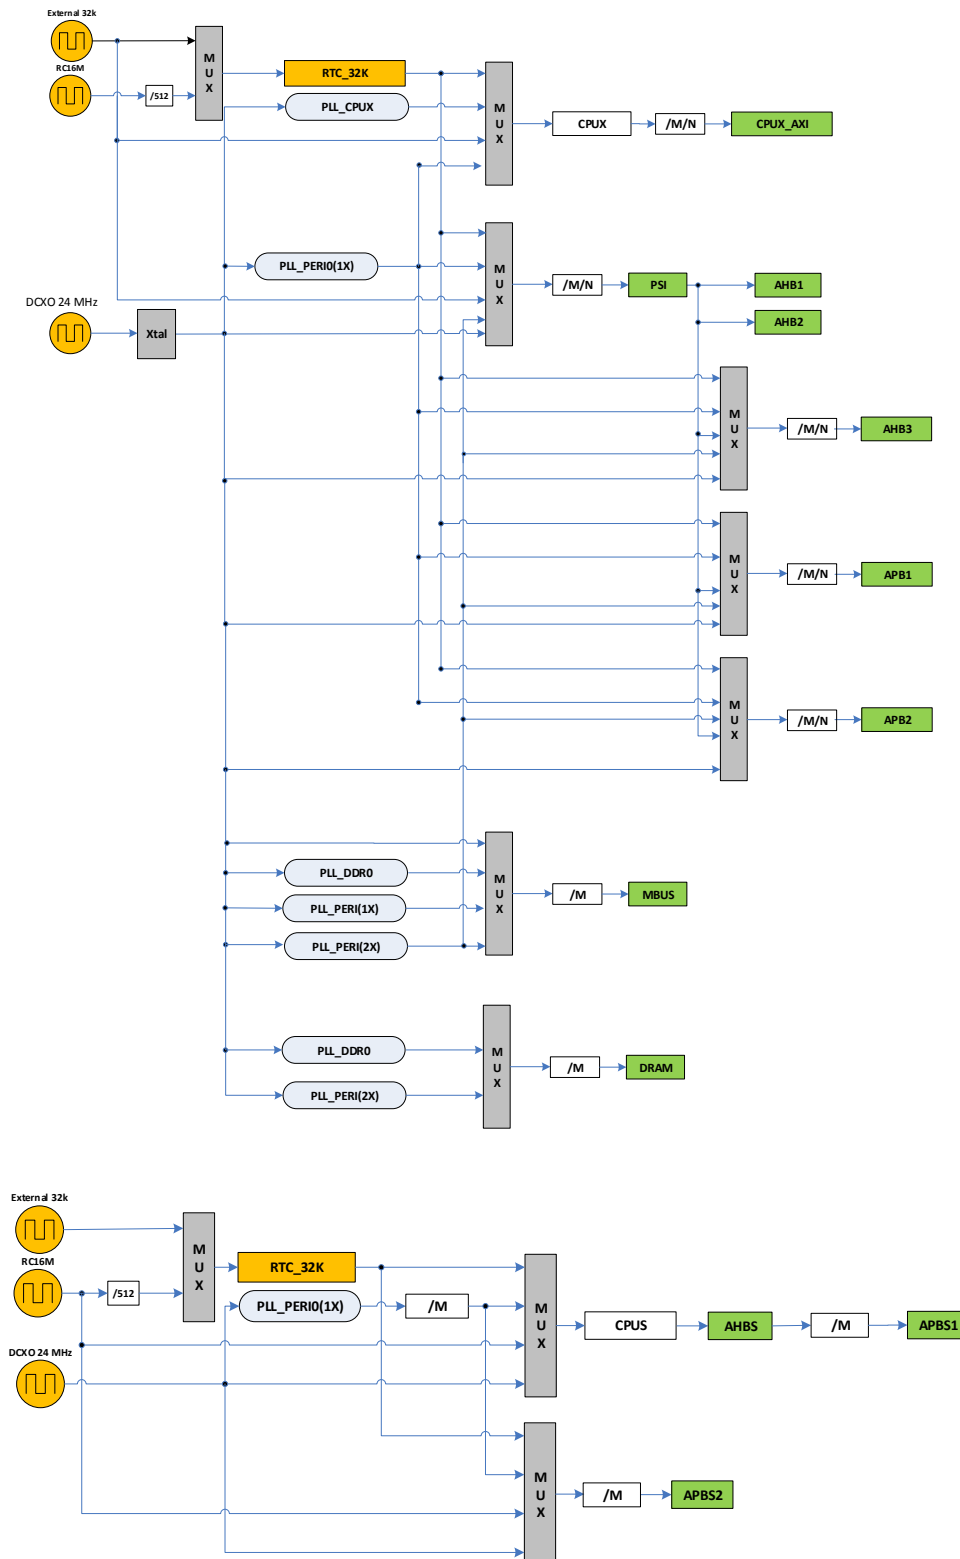 External 32k
RC16M
/512
M
U
X
RTC_32K
PLL_CPUX
M
U
X
CPUX
/M/N
CPUX_AXI
PLL_PERI0(1X)
M
U
X
/M/N
PSI
AHB1
AHB2
DCXO 24 MHz
Xtal
M
U
X
/M/N
AHB3
M
U
X
/M/N
APB1
M
U
X
/M/N
APB2
PLL_DDR0
PLL_PERI(1X)
PLL_PERI(2X)
M
U
X
/M
MBUS
PLL_DDR0
PLL_PERI(2X)
M
U
X
/M
DRAM
External 32k
RC16M
/512
M
U
X
RTC_32K
PLL_PERI0(1X)
/M
M
U
X
CPUS
AHBS
/M
APBS1
DCXO 24 MHz
M
U
X
/M
APBS2